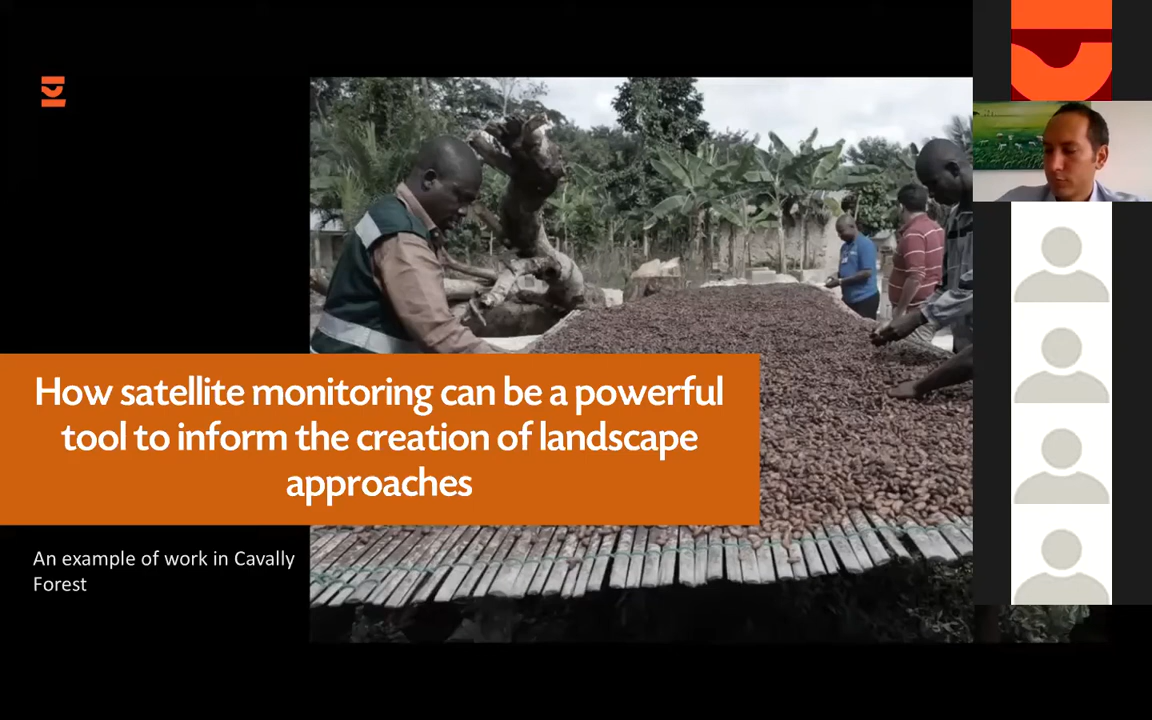 How satellite monitoring can be a powerful
tool to inform the creation of landscape
approaches
An example of work in Cavally
Forest